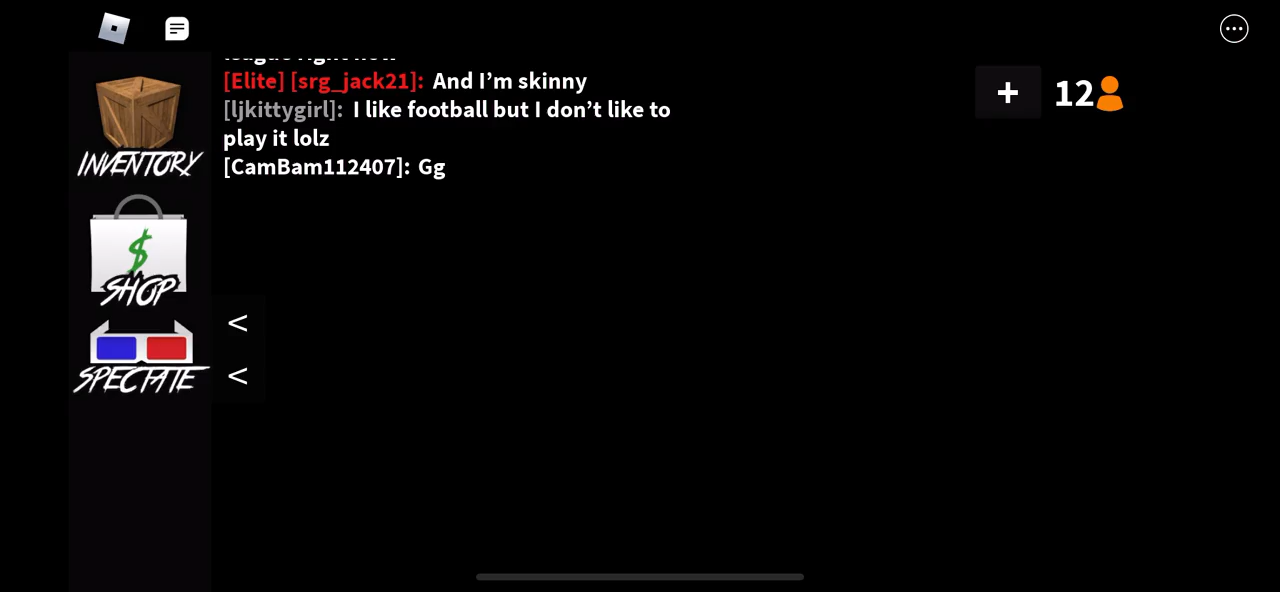 [Elite] [srg_jack21]: And I’m skinny
[ljkittygirl]: I like football but I don’t like to
play it lolz
[CamBam112407]: Gg
+ 12
INVENTORY
$
SHOP
<
SPECTATE
<